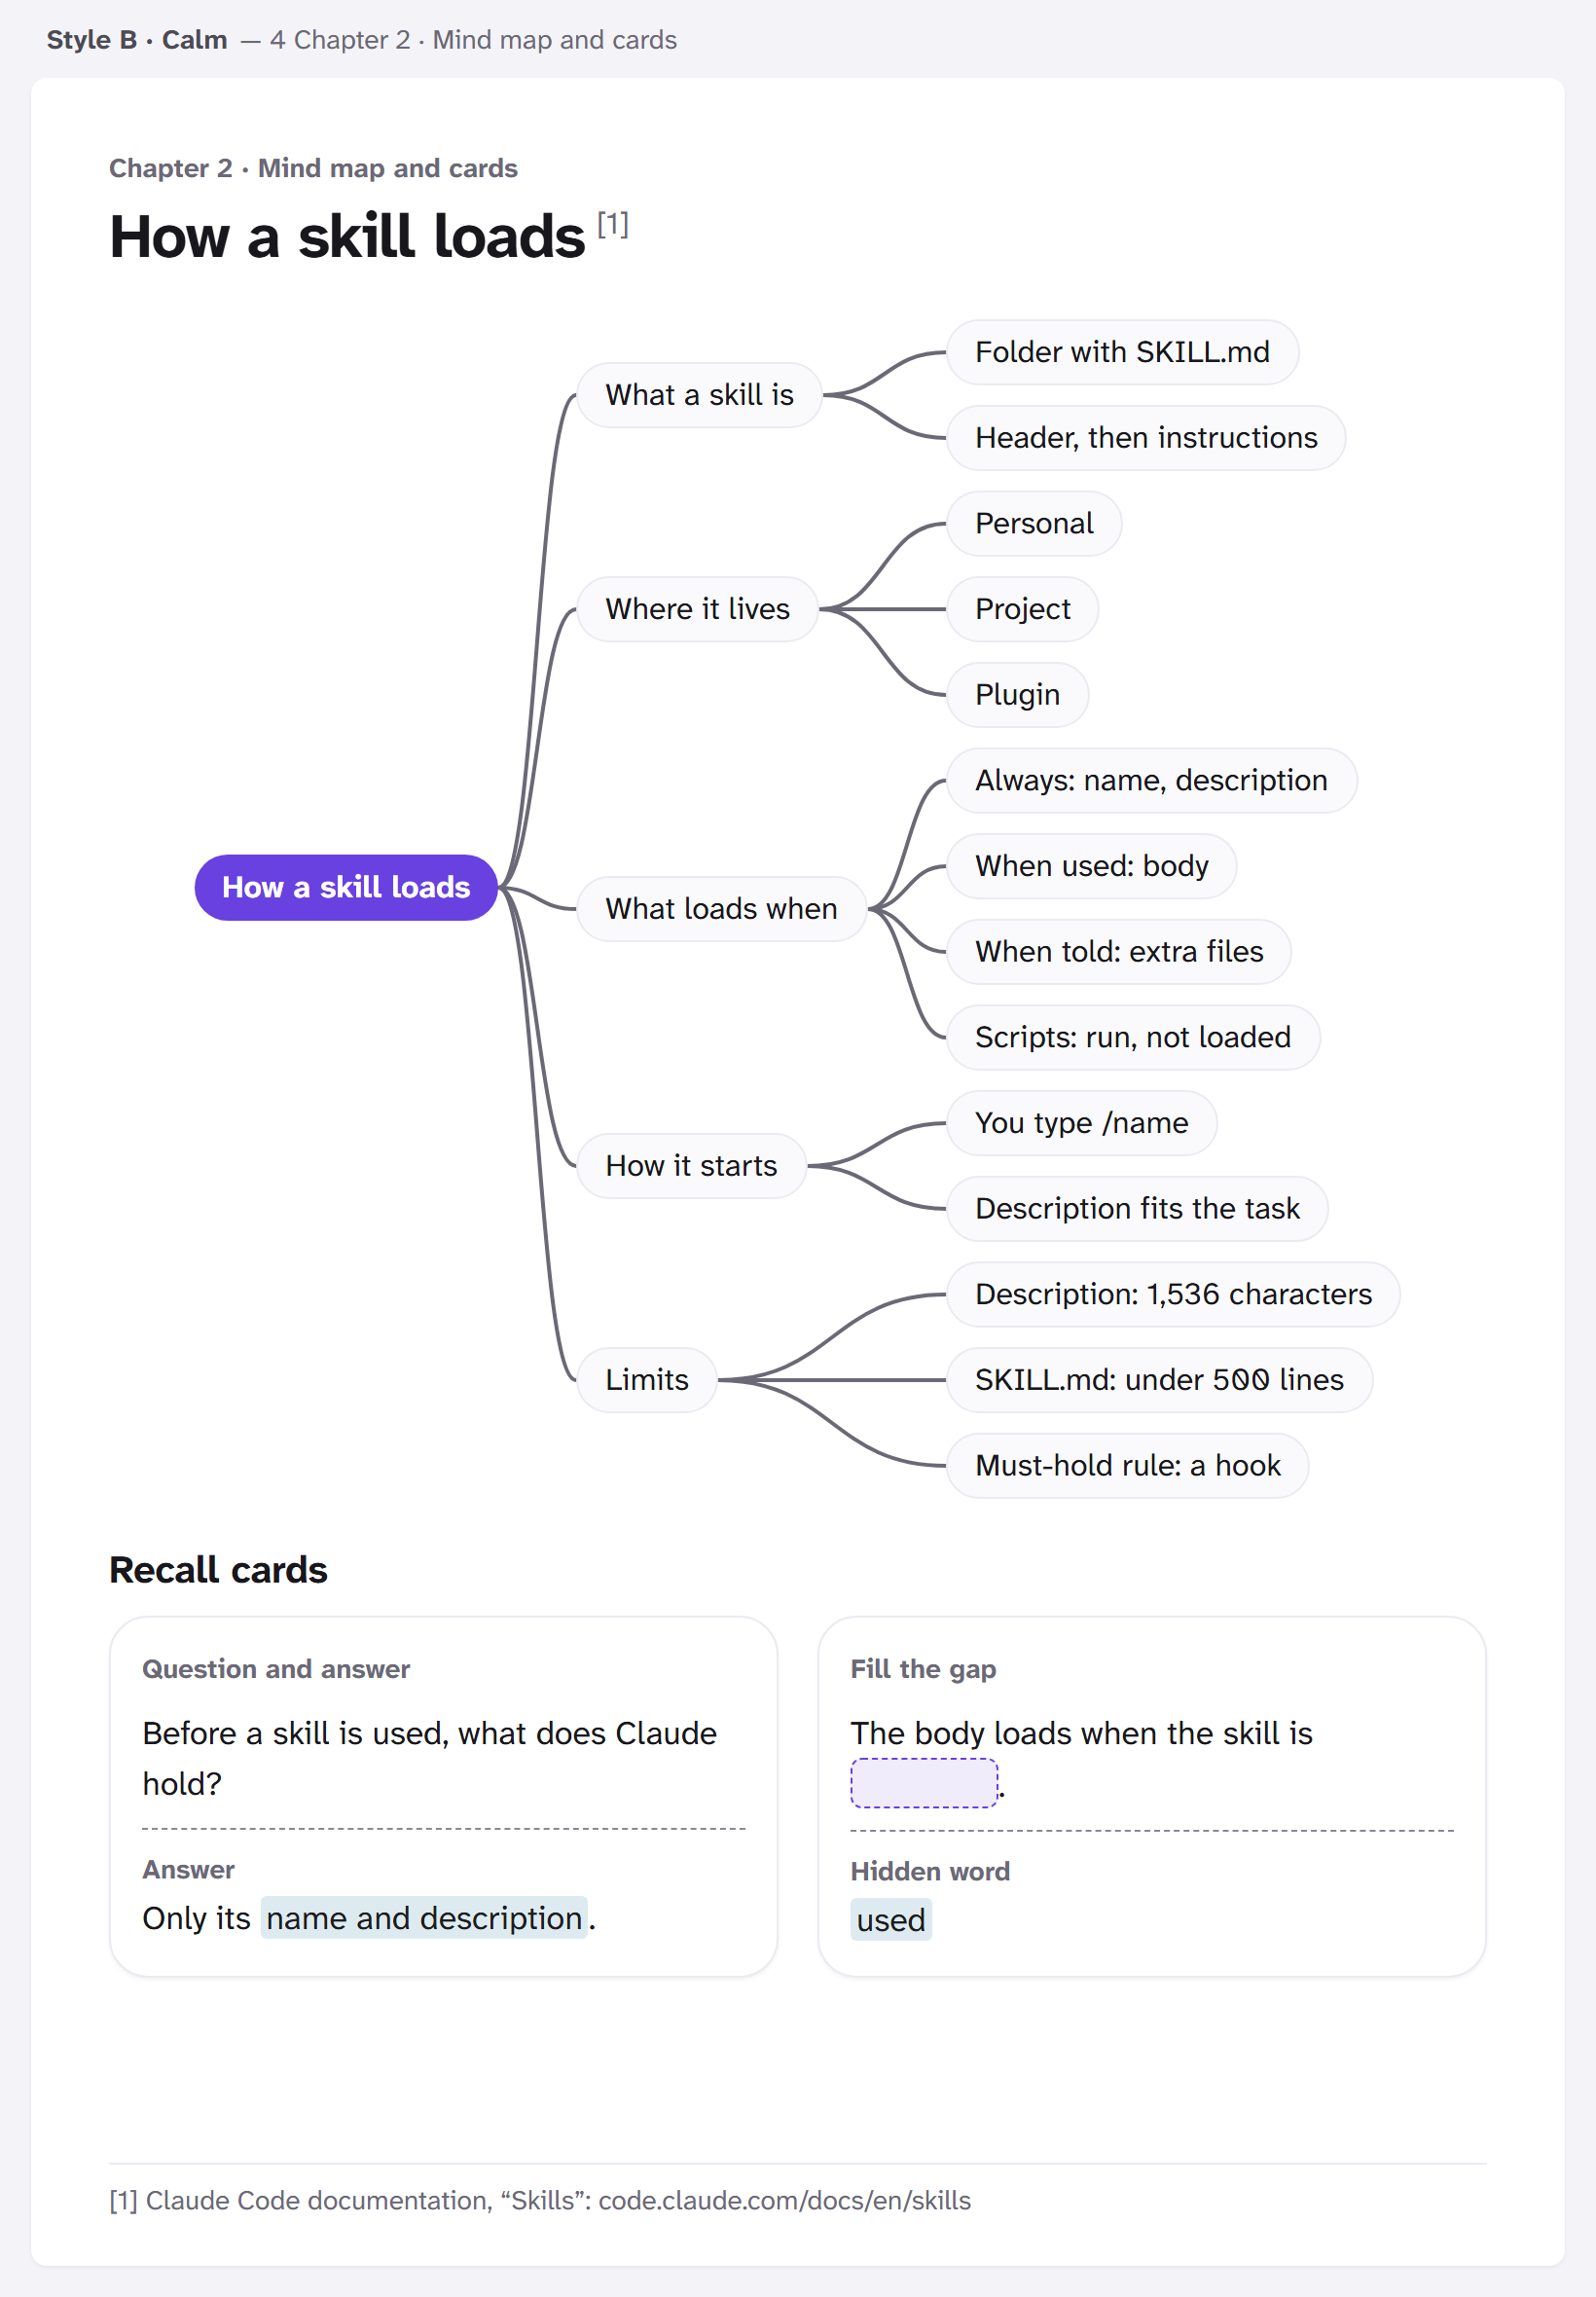 Style B · Calm — 4 Chapter 2 · Mind map and cards
Chapter 2 · Mind map and cards
How a skill loads [1]
How a skill loads
What a skill is
Folder with SKILL.md
Header, then instructions
Where it lives
Personal
Project
Plugin
What loads when
Always: name, description
When used: body
When told: extra files
Scripts: run, not loaded
How it starts
You type /name
Description fits the task
Limits
Description: 1,536 characters
SKILL.md: under 500 lines
Must-hold rule: a hook
Recall cards
Question and answer
Before a skill is used, what does Claude
hold?
Answer
Only its name and description.
Fill the gap
The body loads when the skill is
.
Hidden word
used
[1] Claude Code documentation, “Skills”: code.claude.com/docs/en/skills